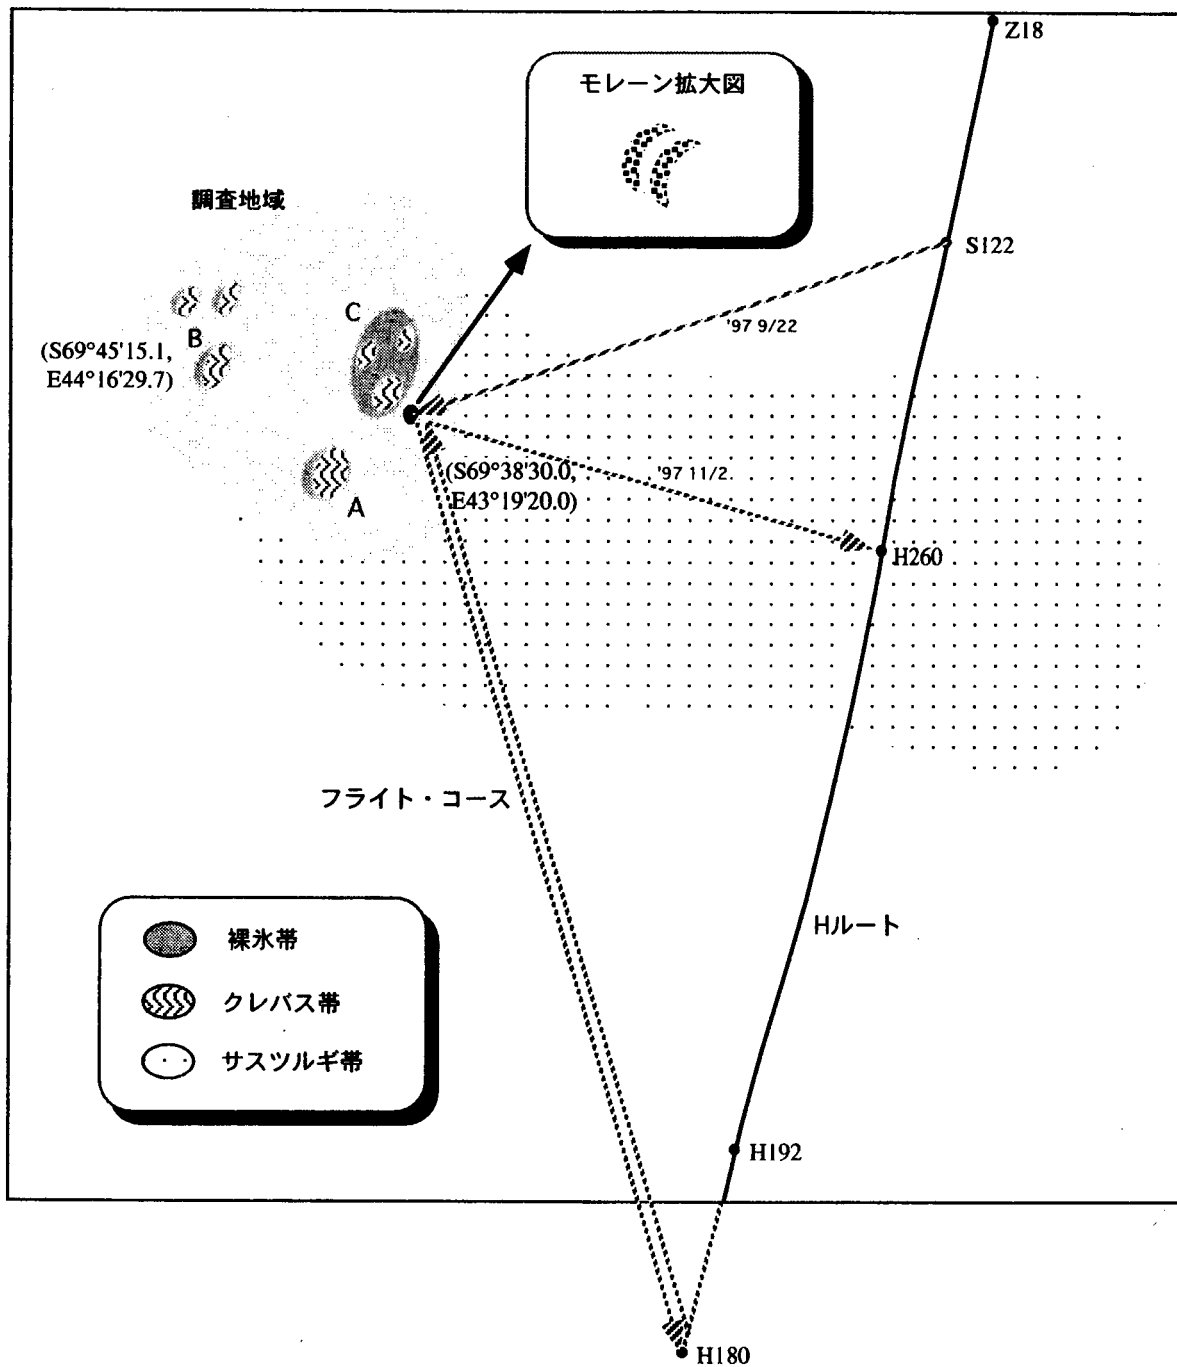 Z18
モレーン拡大図
調査地域
S122
'97 9/22
C
B
(S69°45'15.1,
E44°16'29.7)
(S69°38'30.0,
E43°19'20.0)
'97 11/2
A
H260
フライト・コース
Hルート
裸氷帯
クレバス帯
サスツルギ帯
H192
H180